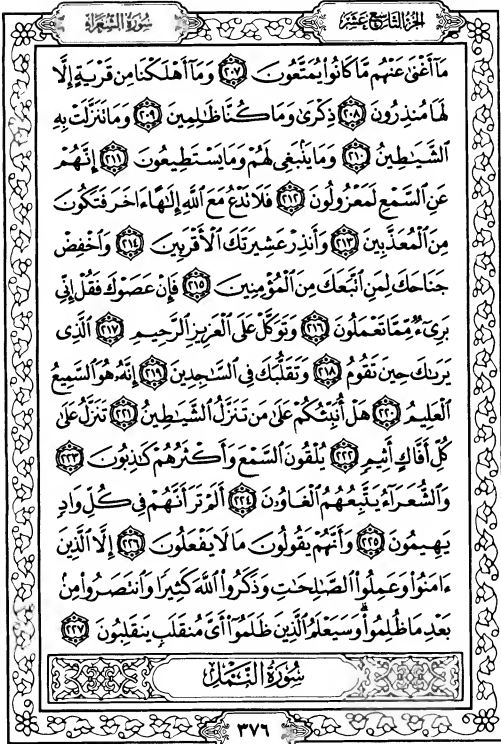 الجزء التاسع عشر
سورة الشعراء
مَآ أَغْنَىٰ عَنْهُم مَّا كَانُوا۟ يُمَتَّعُونَ ٢٠٧ وَمَآ أَهْلَكْنَا مِن قَرْيَةٍ إِلَّا
لَهَا مُنذِرُونَ ٢٠٨ ذِكْرَىٰ وَمَا كُنَّا ظَٰلِمِينَ ٢٠٩ وَمَا تَنَزَّلَتْ بِهِ
ٱلشَّيَٰطِينُ ٢١٠ وَمَا يَنۢبَغِى لَهُمْ وَمَا يَسْتَطِيعُونَ ٢١١ إِنَّهُمْ
عَنِ ٱلسَّمْعِ لَمَعْزُولُونَ ٢١٢ فَلَا تَدْعُ مَعَ ٱللَّهِ إِلَٰهًا ءَاخَرَ فَتَكُونَ
مِنَ ٱلْمُعَذَّبِينَ ٢١٣ وَأَنذِرْ عَشِيرَتَكَ ٱلْأَقْرَبِينَ ٢١٤ وَٱخْفِضْ
جَنَاحَكَ لِمَنِ ٱتَّبَعَكَ مِنَ ٱلْمُؤْمِنِينَ ٢١٥ فَإِنْ عَصَوْكَ فَقُلْ إِنِّى
بَرِىٓءٌ مِّمَّا تَعْمَلُونَ ٢١٦ وَتَوَكَّلْ عَلَى ٱلْعَزِيزِ ٱلرَّحِيمِ ٢١٧ ٱلَّذِى
يَرَىٰكَ حِينَ تَقُومُ ٢١٨ وَتَقَلُّبَكَ فِى ٱلسَّٰجِدِينَ ٢١٩ إِنَّهُۥ هُوَ ٱلسَّمِيعُ
ٱلْعَلِيمُ ٢٢٠ هَلْ أُنَبِّئُكُمْ عَلَىٰ مَن تَنَزَّلُ ٱلشَّيَٰطِينُ ٢٢١ تَنَزَّلُ عَلَىٰ
كُلِّ أَفَّاكٍ أَثِيمٍ ٢٢٢ يُلْقُونَ ٱلسَّمْعَ وَأَكْثَرُهُمْ كَٰذِبُونَ ٢٢٣
وَٱلشُّعَرَآءُ يَتَّبِعُهُمُ ٱلْغَاوُۥنَ ٢٢٤ أَلَمْ تَرَ أَنَّهُمْ فِى كُلِّ وَادٍ
يَهِيمُونَ ٢٢٥ وَأَنَّهُمْ يَقُولُونَ مَا لَا يَفْعَلُونَ ٢٢٦ إِلَّا ٱلَّذِينَ
ءَامَنُوا۟ وَعَمِلُوا۟ ٱلصَّٰلِحَٰتِ وَذَكَرُوا۟ ٱللَّهَ كَثِيرًا وَٱنتَصَرُوا۟ مِنۢ
بَعْدِ مَا ظُلِمُوا۟ ۗ وَسَيَعْلَمُ ٱلَّذِينَ ظَلَمُوٓا۟ أَىَّ مُنقَلَبٍ يَنقَلِبُونَ ٢٢٧
سُورَةُ النَّمْلِ
٣٧٦